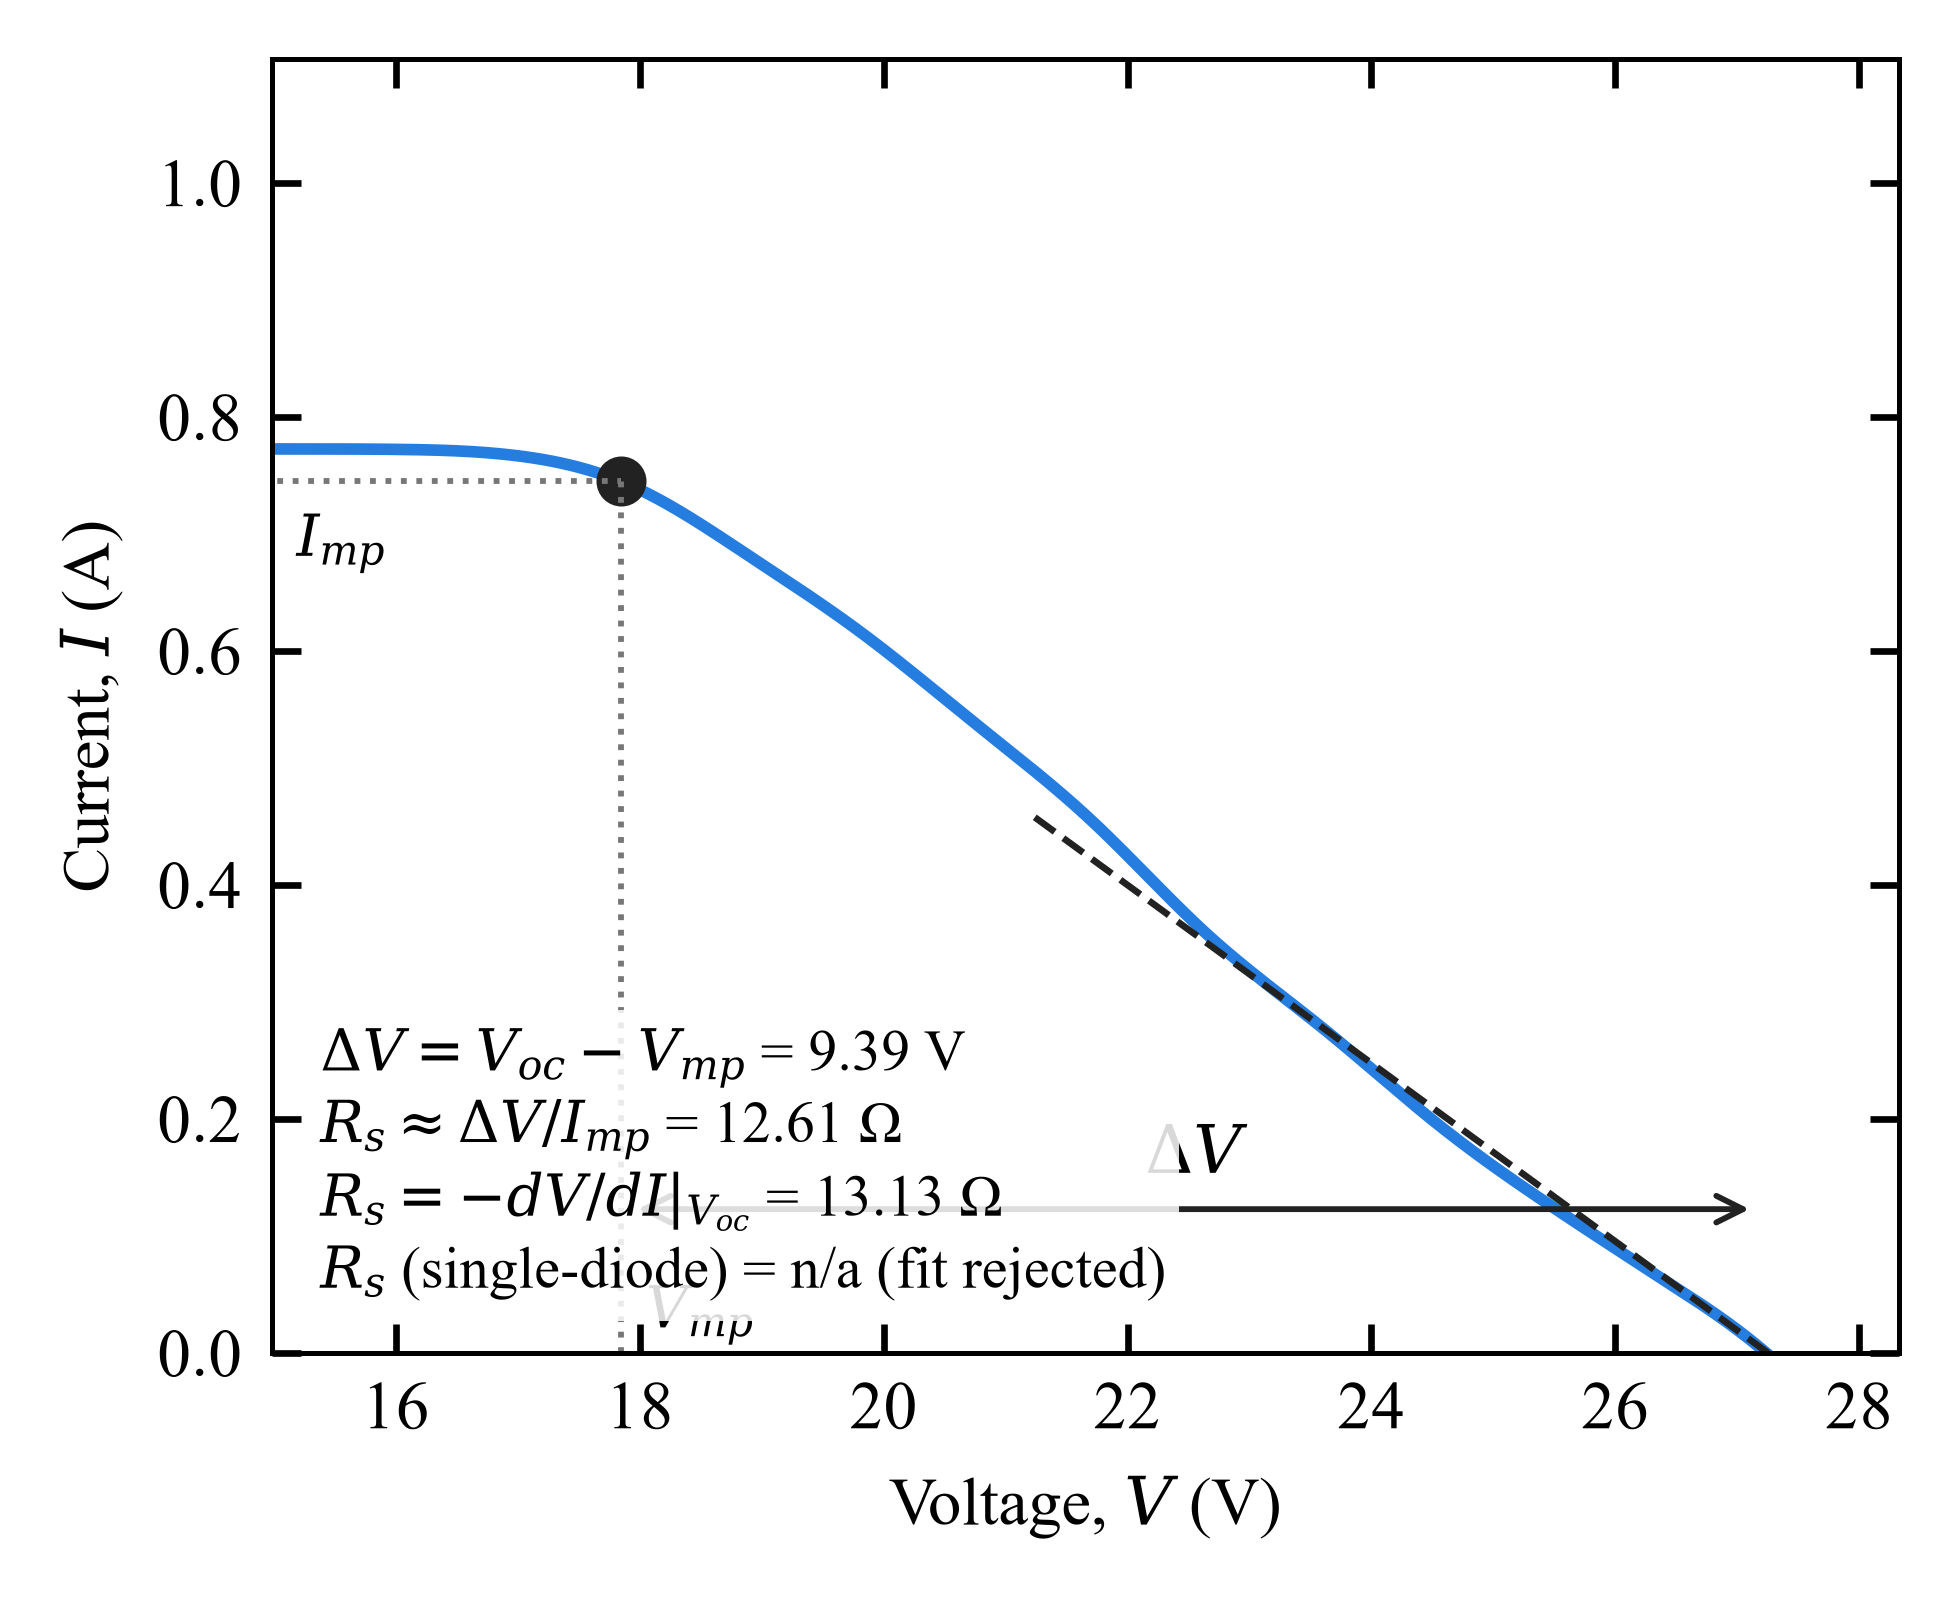 1.0
0.8
0.6
0.4
0.2
0.0
Current, I (A)
I_mp
ΔV = V_oc − V_mp = 9.39 V
R_s ≈ ΔV/I_mp = 12.61 Ω
R_s = −dV/dI|_V_oc = 13.13 Ω
R_s (single-diode) = n/a (fit rejected)
ΔV
V_mp
16 18 20 22 24 26 28
Voltage, V (V)